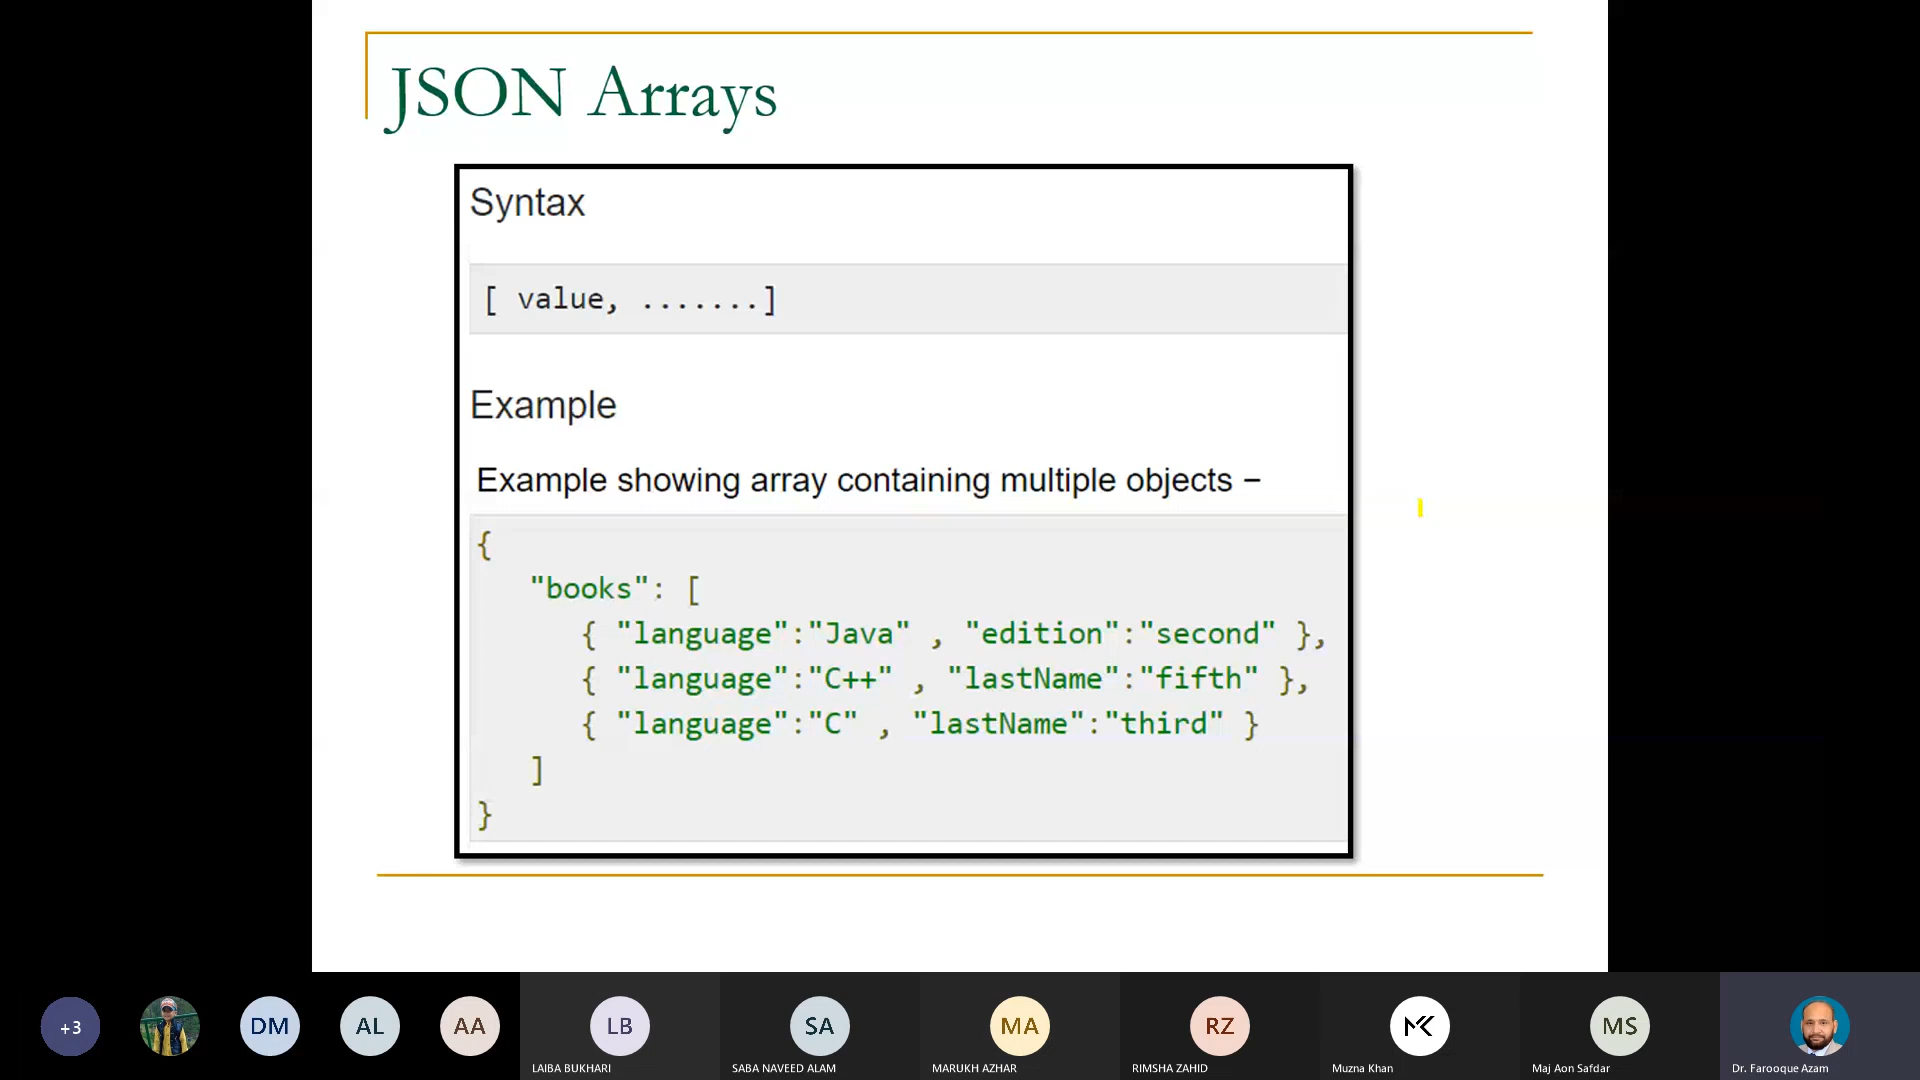 JSON Arrays
Syntax
[ value, .......]
Example
Example showing array containing multiple objects −
{
"books": [
{ "language":"Java" , "edition":"second" },
{ "language":"C++" , "lastName":"fifth" },
{ "language":"C" , "lastName":"third" }
]
}
+3
DM
AL
AA
LB
SA
MA
RZ
MK
MS
LAIBA BUKHARI
SABA NAVEED ALAM
MARUKH AZHAR
RIMSHA ZAHID
Muzna Khan
Maj Aon Safdar
Dr. Farooque Azam